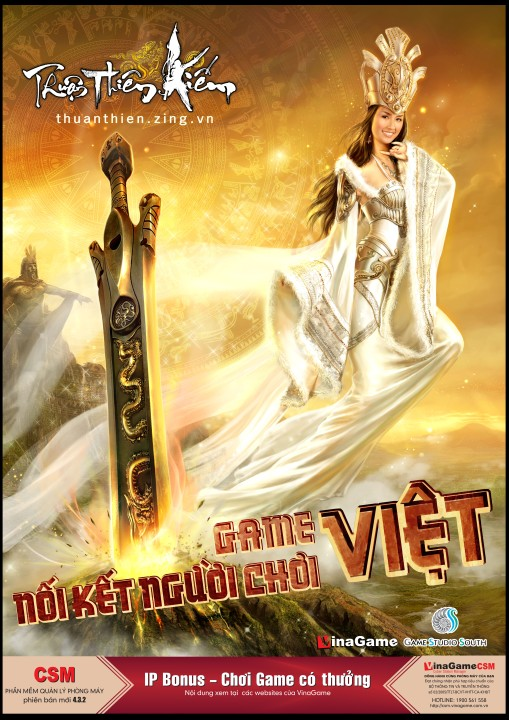 Thuận Thiên Kiếm
thuanthien.zing.vn
GAME VIỆT
NỐI KẾT NGƯỜI CHƠI
VinaGame
GAME STUDIO SOUTH
CSM
PHẦN MỀM QUẢN LÝ PHÒNG MÁY
phiên bản mới 4.3.2
IP Bonus – Chơi Game có thưởng
Nội dung xem tại các websites của VinaGame
VinaGameCSM
HOTLINE: 1900 561 558